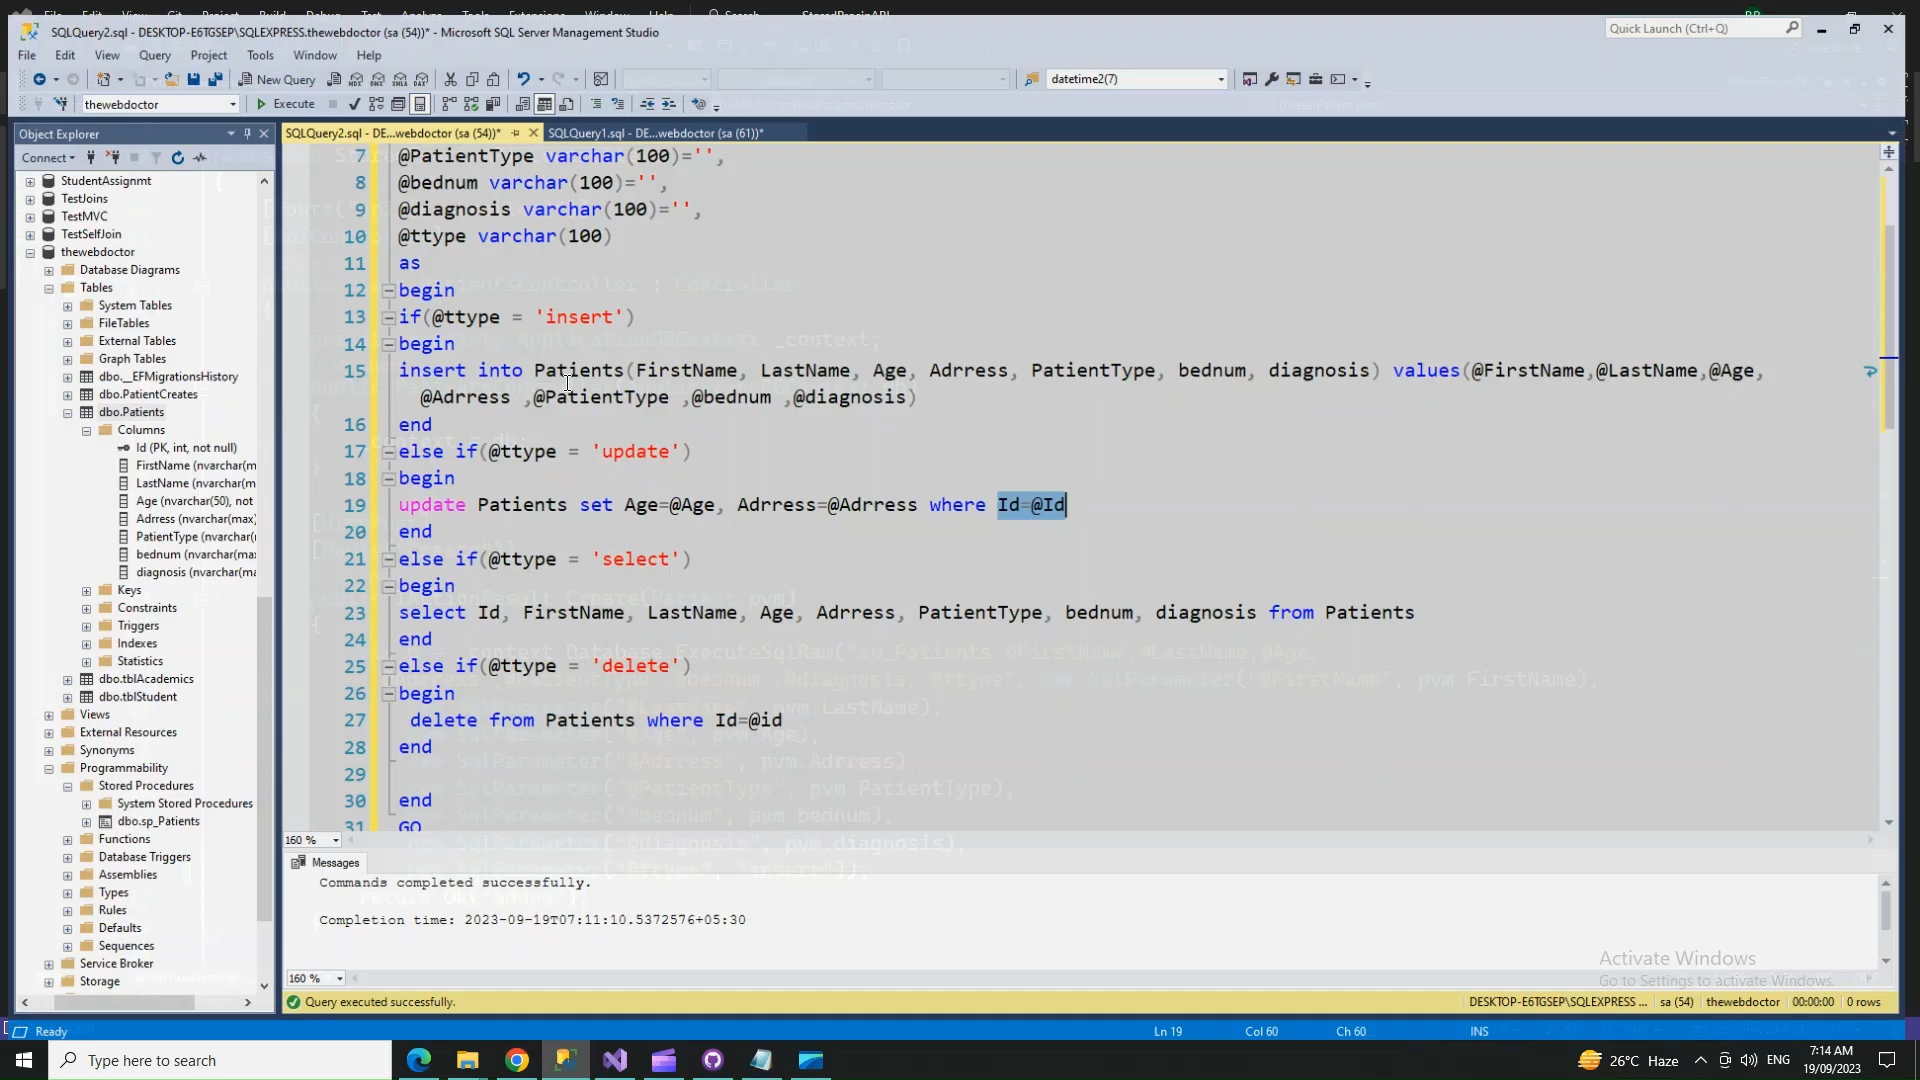 SQLQuery2.sql - DESKTOP-E6TGSEP\SQLEXPRESS.thewebdoctor (sa (54))* - Microsoft SQL Server Management Studio
Quick Launch (Ctrl+Q)
File Edit View Query Project Tools Window Help
New Query
datetime2(7)
thewebdoctor
Execute
Object Explorer
SQLQuery2.sql - DE...webdoctor (sa (54))*
SQLQuery1.sql - DE...webdoctor (sa (61))*
Connect
StudentAssignmt
TestJoins
TestMVC
TestSelfJoin
thewebdoctor
Database Diagrams
Tables
System Tables
FileTables
External Tables
Graph Tables
dbo.__EFMigrationsHistory
dbo.PatientCreates
dbo.Patients
Columns
Id (PK, int, not null)
FirstName (nvarchar(m
LastName (nvarchar(m
Age (nvarchar(50), not
Adrress (nvarchar(max)
PatientType (nvarchar(n
bednum (nvarchar(max
diagnosis (nvarchar(ma
Keys
Constraints
Triggers
Indexes
Statistics
dbo.tblAcademics
dbo.tblStudent
Views
External Resources
Synonyms
Programmability
Stored Procedures
System Stored Procedures
dbo.sp_Patients
Functions
Database Triggers
Assemblies
Types
Rules
Defaults
Sequences
Service Broker
Storage
7 @PatientType varchar(100)='',
8 @bednum varchar(100)='',
9 @diagnosis varchar(100)='',
10 @ttype varchar(100)
11 as
12 begin
13 if(@ttype = 'insert')
14 begin
15 insert into Patients(FirstName, LastName, Age, Adrress, PatientType, bednum, diagnosis) values(@FirstName,@LastName,@Age,
@Adrress ,@PatientType ,@bednum ,@diagnosis)
16 end
17 else if(@ttype = 'update')
18 begin
19 update Patients set Age=@Age, Adrress=@Adrress where Id=@Id
20 end
21 else if(@ttype = 'select')
22 begin
23 select Id, FirstName, LastName, Age, Adrress, PatientType, bednum, diagnosis from Patients
24 end
25 else if(@ttype = 'delete')
26 begin
27 delete from Patients where Id=@id
28 end
29
30 end
31 GO
160 %
Messages
Commands completed successfully.
Completion time: 2023-09-19T07:11:10.5372576+05:30
160 %
Activate Windows
Go to Settings to activate Windows.
Query executed successfully.
DESKTOP-E6TGSEP\SQLEXPRESS ... sa (54) thewebdoctor 00:00:00 0 rows
Ready
Ln 19 Col 60 Ch 60 INS
Type here to search
26°C Haze
ENG
7:14 AM
19/09/2023